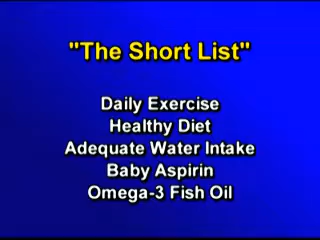 "The Short List"
Daily Exercise
Healthy Diet
Adequate Water Intake
Baby Aspirin
Omega-3 Fish Oil